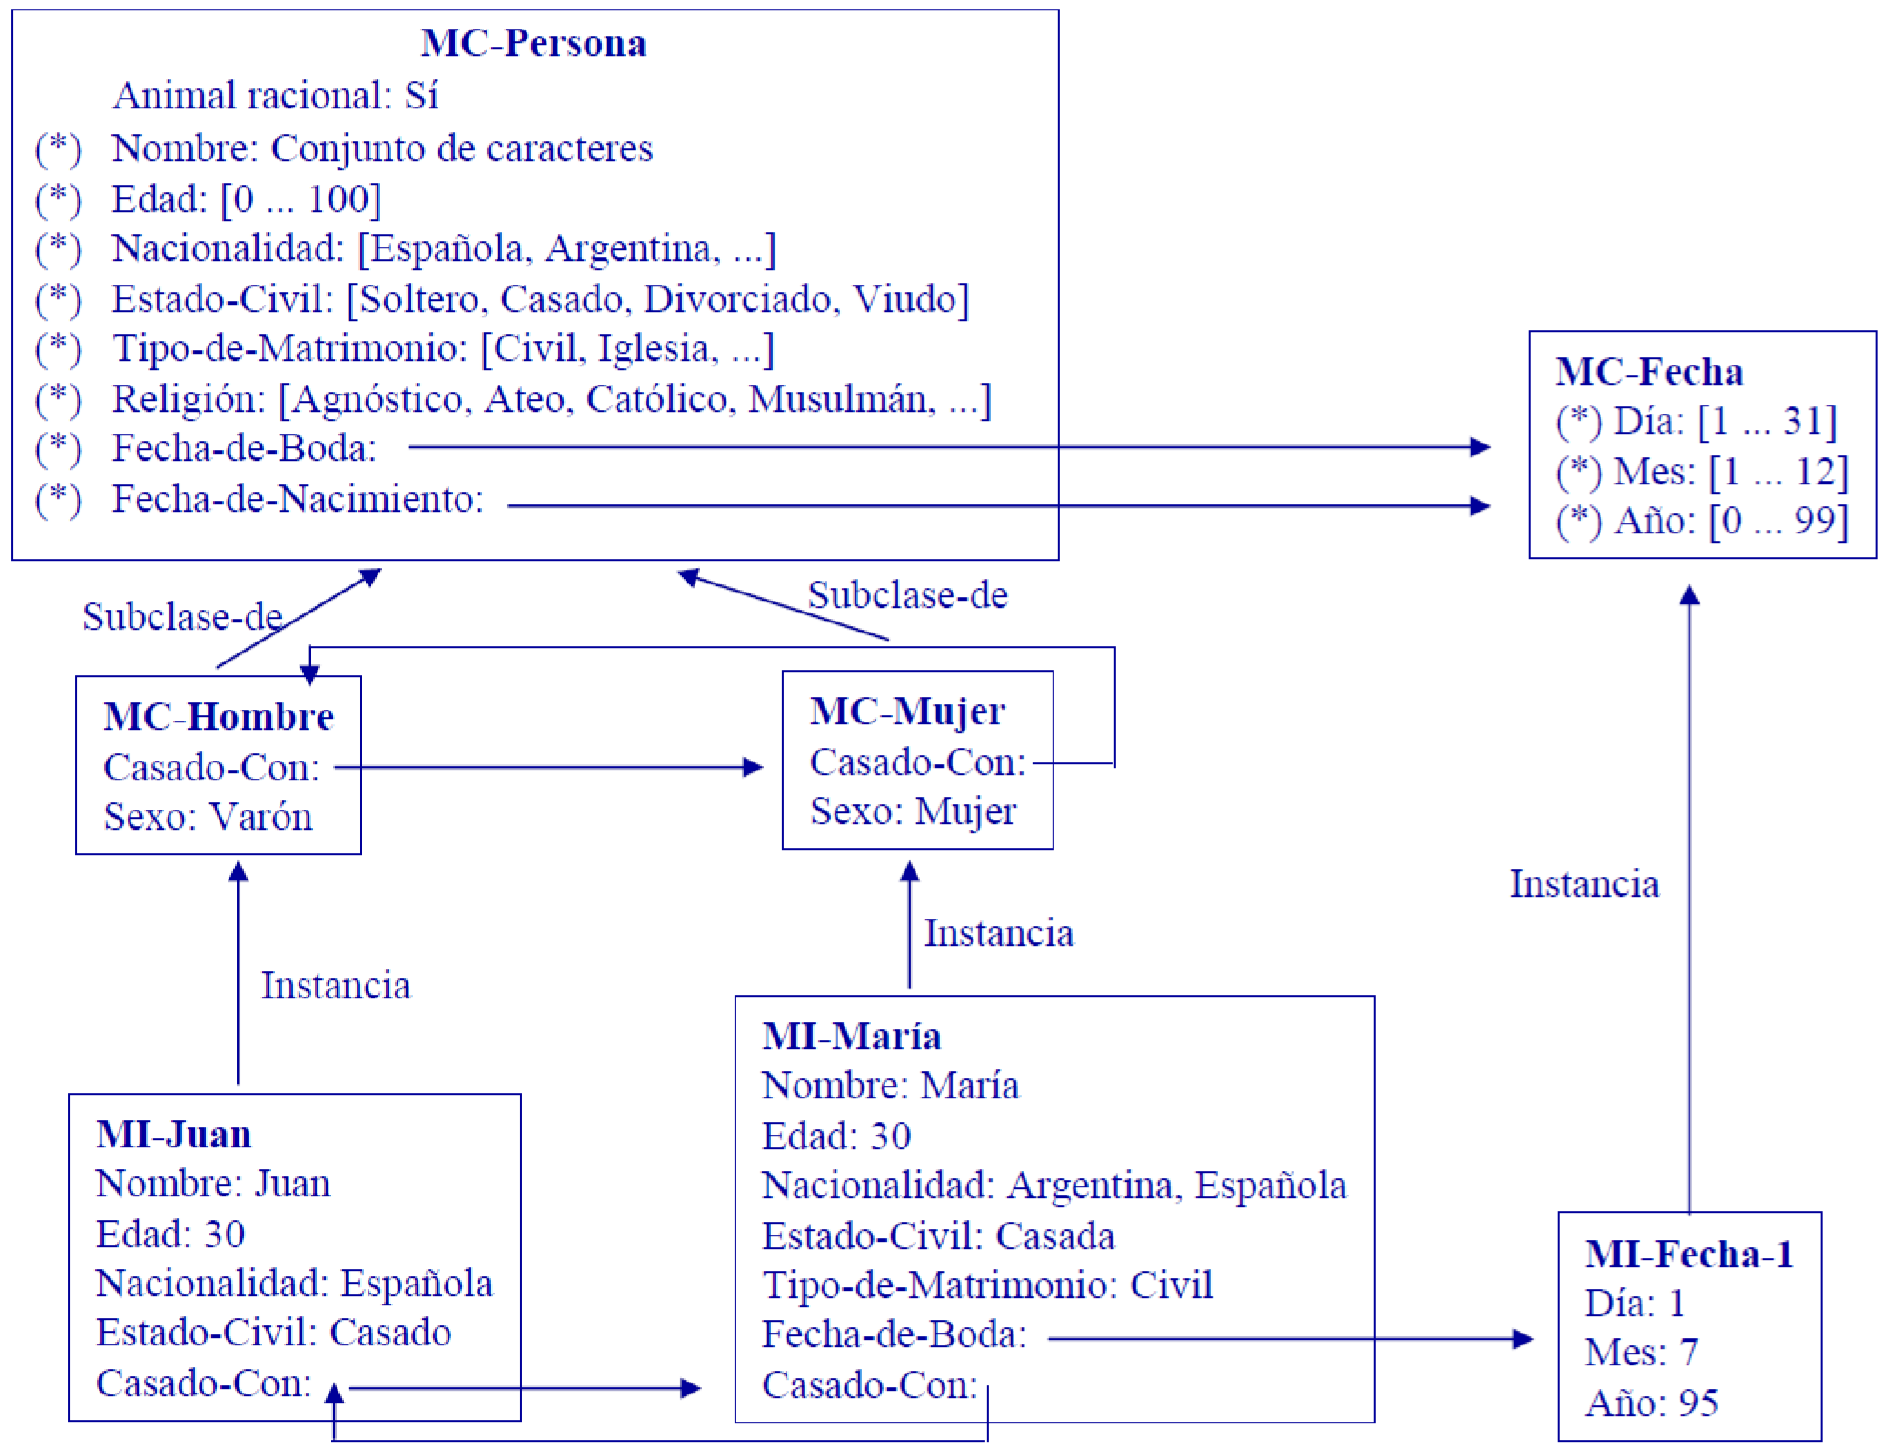 MC-Persona
Animal racional: Sí
(*) Nombre: Conjunto de caracteres
(*) Edad: [0 ... 100]
(*) Nacionalidad: [Española, Argentina, ...]
(*) Estado-Civil: [Soltero, Casado, Divorciado, Viudo]
(*) Tipo-de-Matrimonio: [Civil, Iglesia, ...]
(*) Religión: [Agnóstico, Ateo, Católico, Musulmán, ...]
(*) Fecha-de-Boda:
(*) Fecha-de-Nacimiento:
MC-Fecha
(*) Día: [1 ... 31]
(*) Mes: [1 ... 12]
(*) Año: [0 ... 99]
Subclase-de
Subclase-de
MC-Hombre
Casado-Con:
Sexo: Varón
MC-Mujer
Casado-Con:
Sexo: Mujer
Instancia
Instancia
Instancia
MI-Juan
Nombre: Juan
Edad: 30
Nacionalidad: Española
Estado-Civil: Casado
Casado-Con:
MI-María
Nombre: María
Edad: 30
Nacionalidad: Argentina, Española
Estado-Civil: Casada
Tipo-de-Matrimonio: Civil
Fecha-de-Boda:
Casado-Con:
MI-Fecha-1
Día: 1
Mes: 7
Año: 95